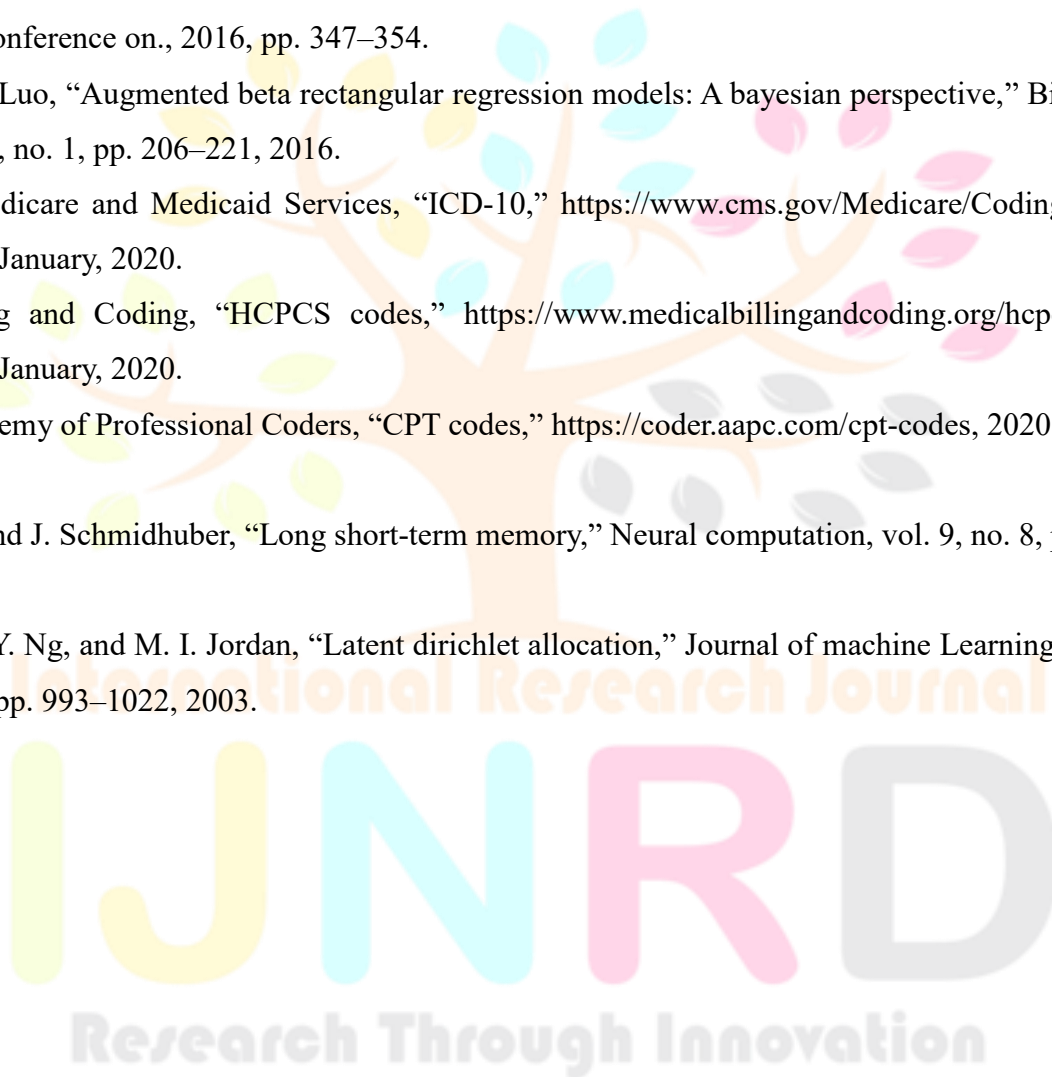 onference on., 2016, pp. 347–354.
Luo, “Augmented beta rectangular regression models: A bayesian perspective,” Bi
, no. 1, pp. 206–221, 2016.
dicare and Medicaid Services, “ICD-10,” https://www.cms.gov/Medicare/Coding
January, 2020.
g and Coding, “HCPCS codes,” https://www.medicalbillingandcoding.org/hcp
January, 2020.
emy of Professional Coders, “CPT codes,” https://coder.aapc.com/cpt-codes, 2020
nd J. Schmidhuber, “Long short-term memory,” Neural computation, vol. 9, no. 8,
Y. Ng, and M. I. Jordan, “Latent dirichlet allocation,” Journal of machine Learning
pp. 993–1022, 2003.
International Research Journal
IJNRD
Research Through Innovation